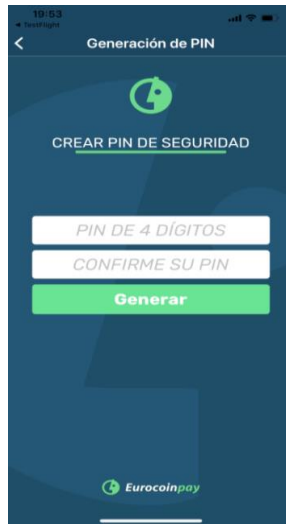 19:53
◀ TestFlight
Generación de PIN
CREAR PIN DE SEGURIDAD
PIN DE 4 DÍGITOS
CONFIRME SU PIN
Generar
Eurocoinpay